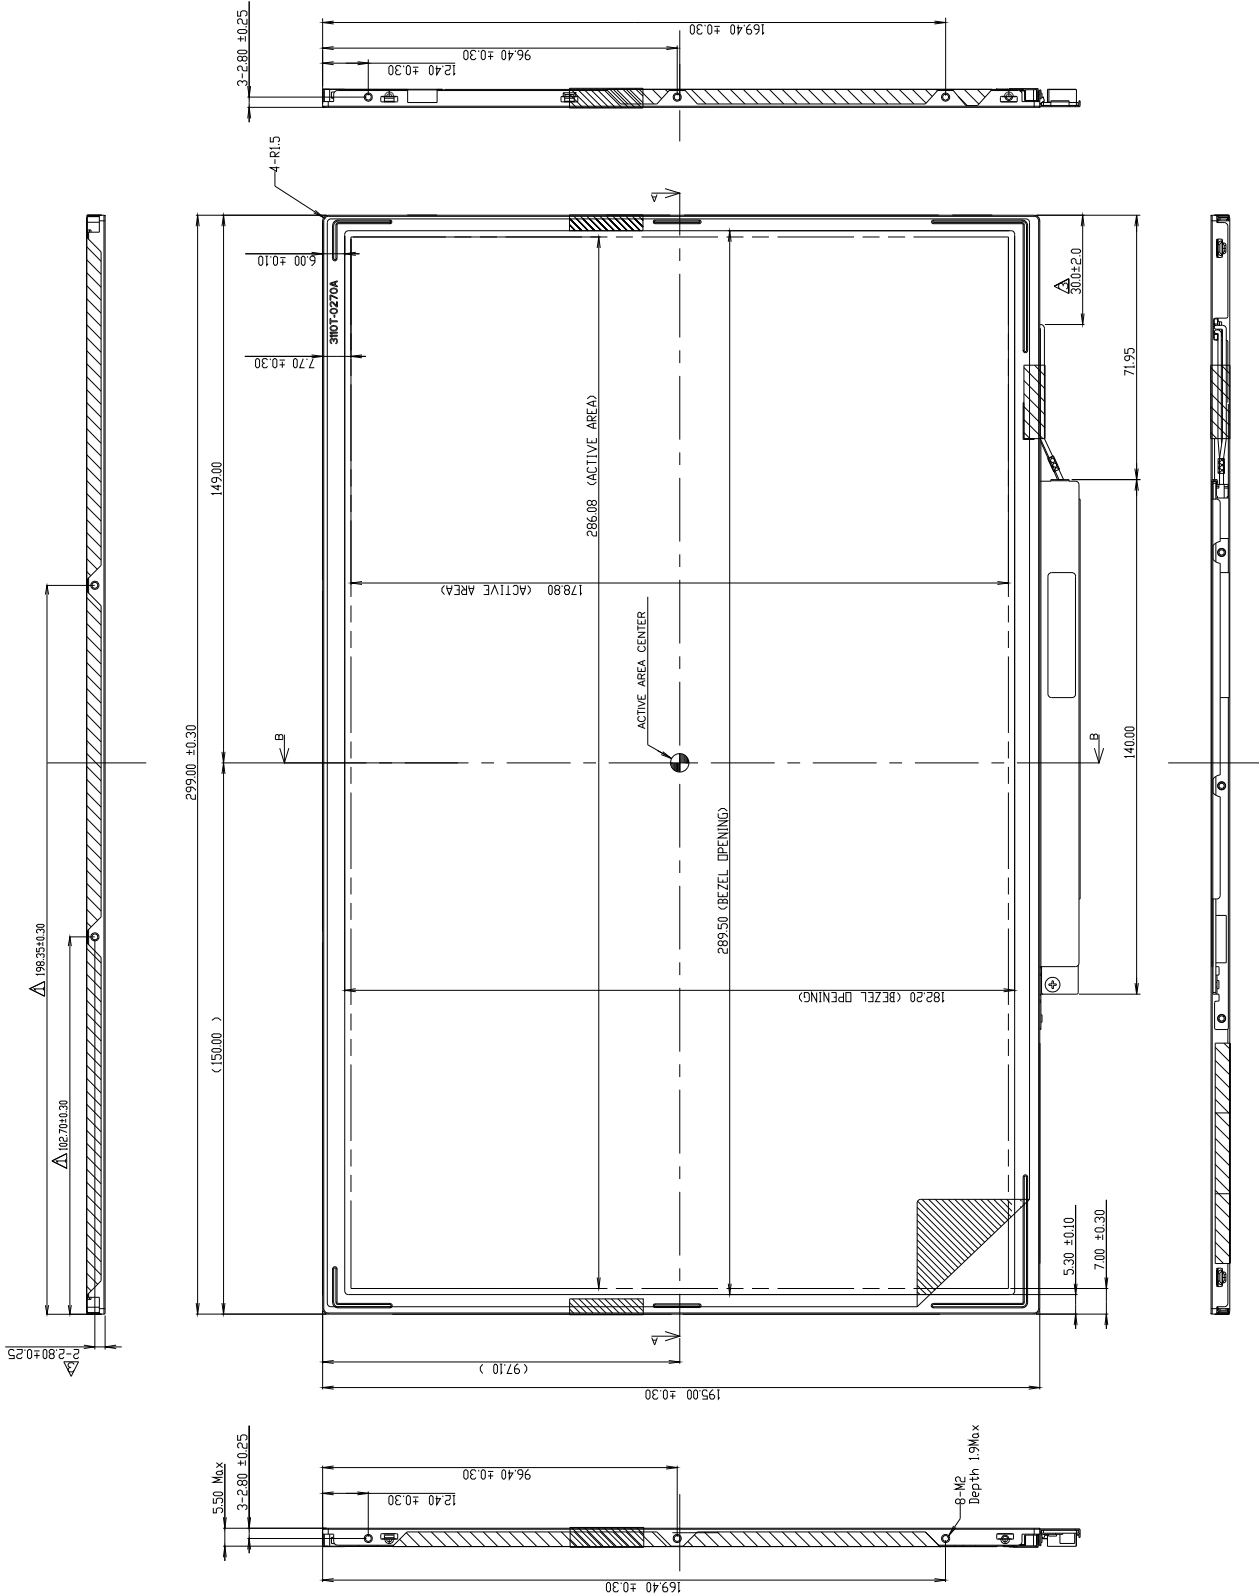 3-2.80 ±0.25
169.40 ±0.30
96.40 ±0.30
12.40 ±0.30
4-R1.5
A
6.00 ±0.10
3110T-0270A
7.70 ±0.30
3
30.0±2.0
71.95
286.08 (ACTIVE AREA)
149.00
178.80 (ACTIVE AREA)
ACTIVE AREA CENTER
299.00 ±0.30
B
B
140.00
289.50 (BEZEL OPENING)
1 198.35±0.30
182.20 (BEZEL OPENING)
(150.00 )
1 102.70±0.30
5.30 ±0.10
7.00 ±0.30
2-2.80±0.25
3
A
(97.10 )
195.00 ±0.30
5.50 Max
3-2.80 ±0.25
96.40 ±0.30
12.40 ±0.30
8-M2
Depth 1.9Max
169.40 ±0.30